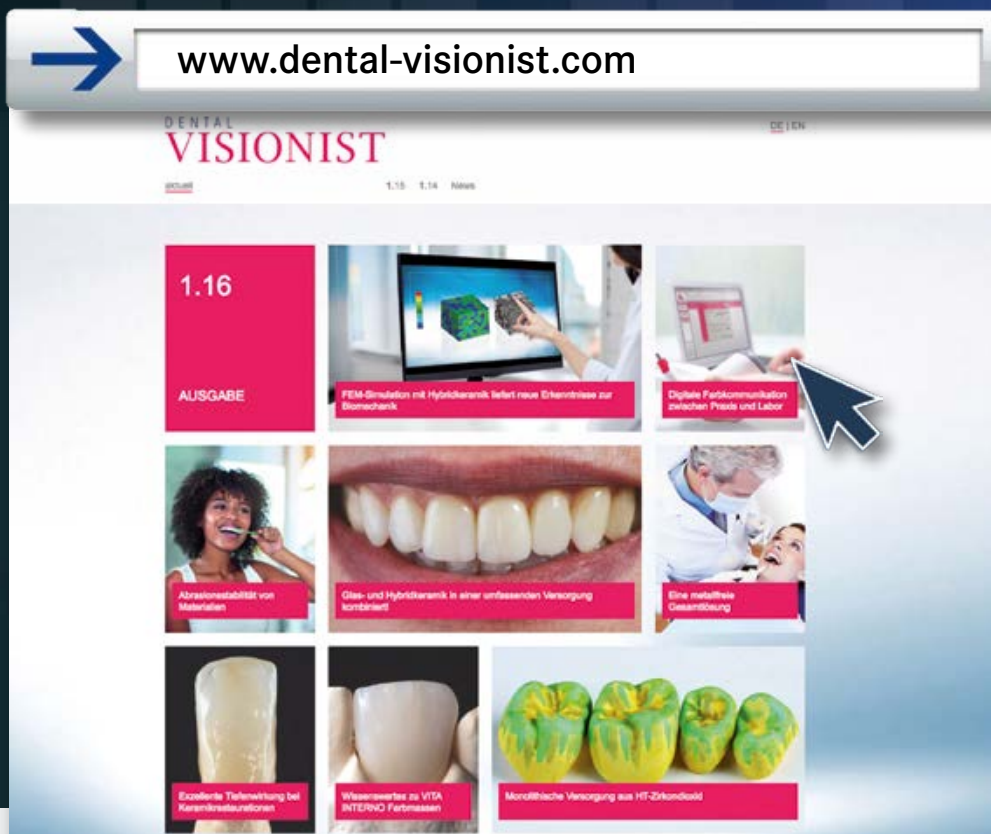 www.dental-visionist.com
DENTAL
VISIONIST
DE | EN
aktuell
1.15 1.14 News
1.16
AUSGABE
FEM-Simulation mit Hybridkeramik liefert neue Erkenntnisse zur
Biomechanik
Digitale Farbkommunikation
zwischen Praxis und Labor
Abrasionsstabilität von
Materialien
Glas- und Hybridkeramik in einer umfassenden Versorgung
kombiniert!
Eine metallfreie
Gesamtlösung
Exzellente Tiefenwirkung bei
Keramikrestaurationen
Wissenswertes zu VITA
INTERNO Farbmassen
Monolithische Versorgung aus HT-Zirkondioxid